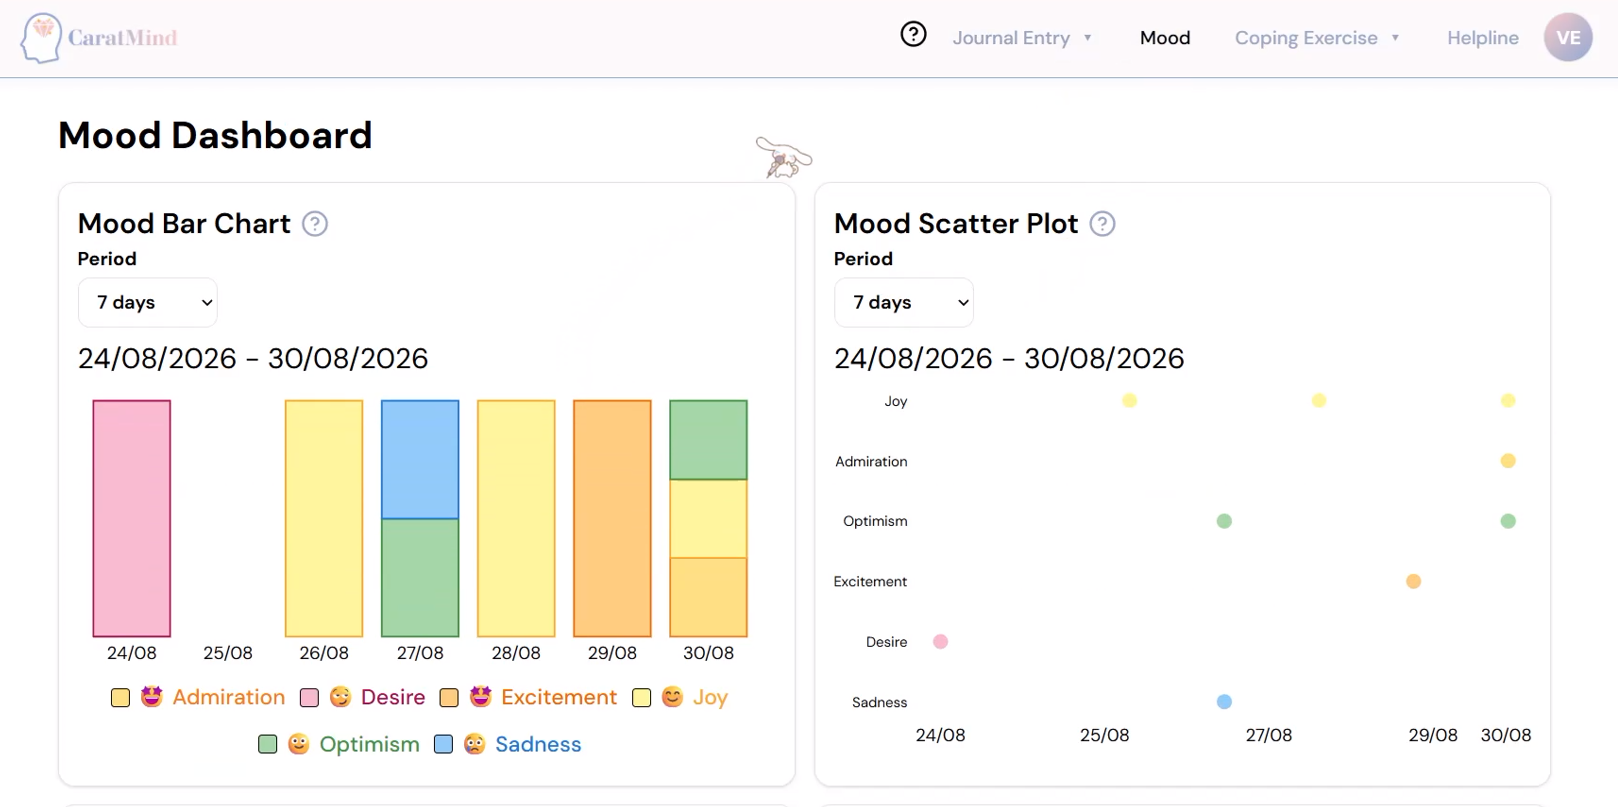 CaratMind
? Journal Entry ▼ Mood Coping Exercise ▼ Helpline VE
Mood Dashboard
Mood Bar Chart ?
Period
7 days
24/08/2026 - 30/08/2026
24/08 25/08 26/08 27/08 28/08 29/08 30/08
Admiration Desire Excitement Joy
Optimism Sadness
Mood Scatter Plot ?
Period
7 days
24/08/2026 - 30/08/2026
Joy
Admiration
Optimism
Excitement
Desire
Sadness
24/08 25/08 27/08 29/08 30/08